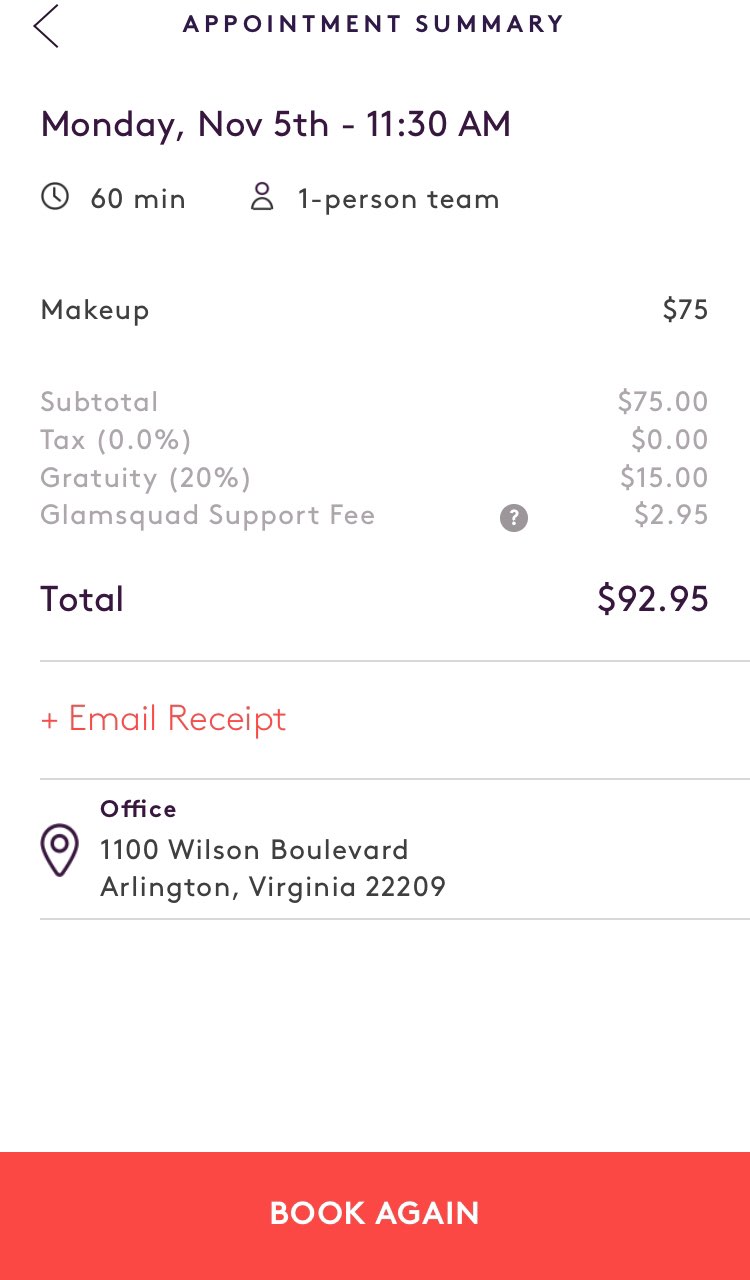 APPOINTMENT SUMMARY
Monday, Nov 5th - 11:30 AM
60 min 1-person team
Makeup $75
Subtotal $75.00
Tax (0.0%) $0.00
Gratuity (20%) $15.00
Glamsquad Support Fee ? $2.95
Total $92.95
+ Email Receipt
Office
1100 Wilson Boulevard
Arlington, Virginia 22209
BOOK AGAIN